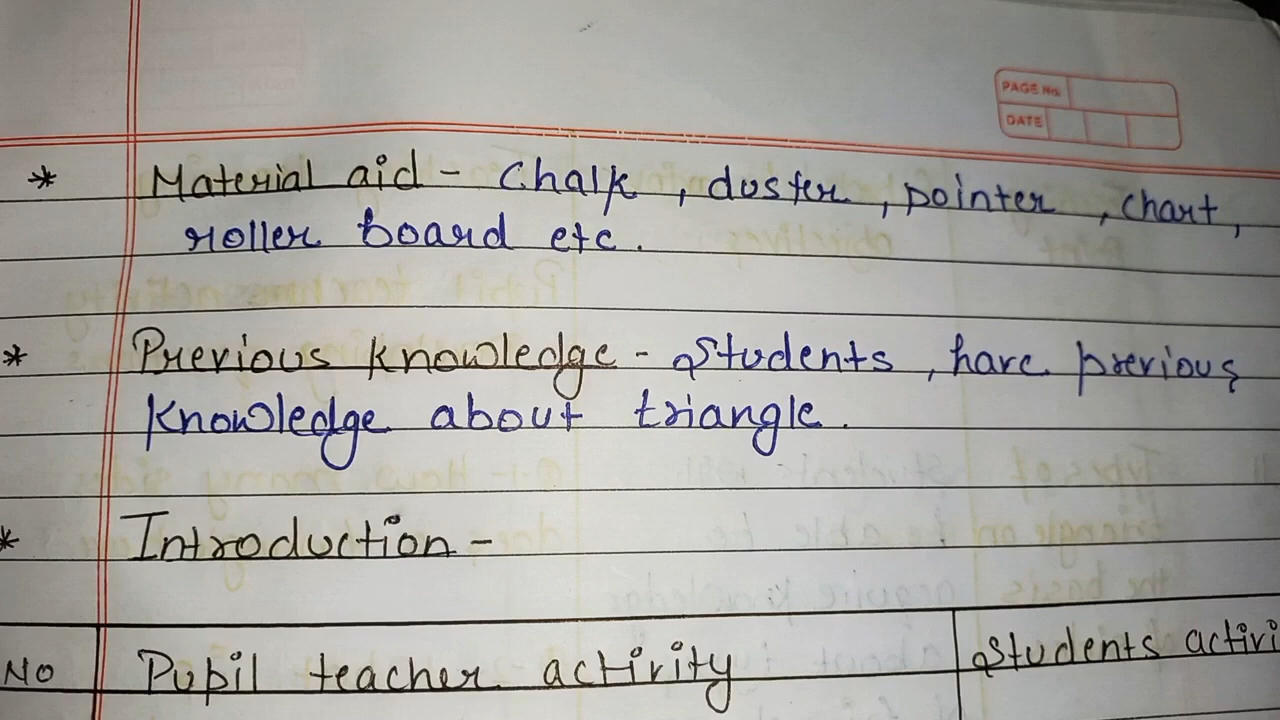 PAGE No.
DATE
* Material aid - Chalk, duster, pointer, chart,
roller board etc.
* Previous knowledge - Students, have previous
knowledge about triangle.
* Introduction -
No Pupil teacher activity Students activi